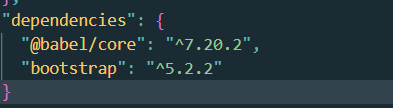 },
"dependencies": {
"@babel/core": "^7.20.2",
"bootstrap": "^5.2.2"
}